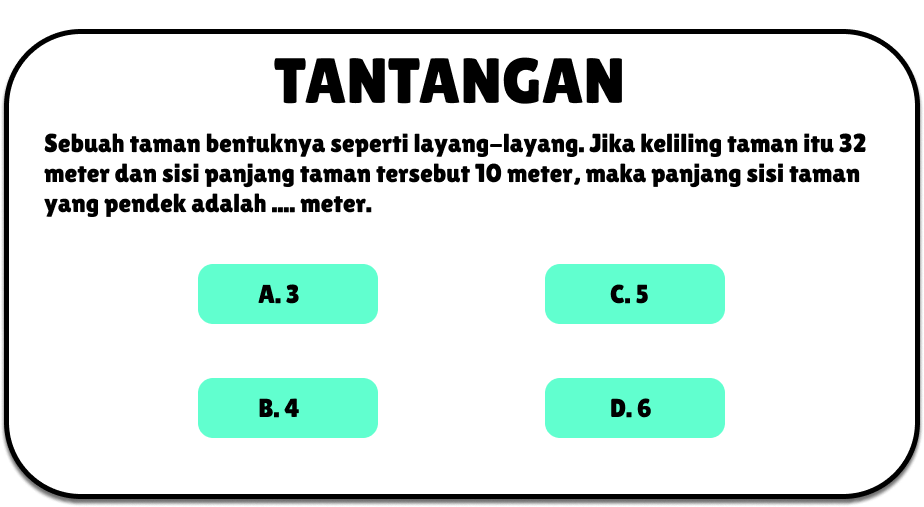 TANTANGAN
Sebuah taman bentuknya seperti layang-layang. Jika keliling taman itu 32
meter dan sisi panjang taman tersebut 10 meter, maka panjang sisi taman
yang pendek adalah .... meter.
A. 3
C. 5
B. 4
D. 6